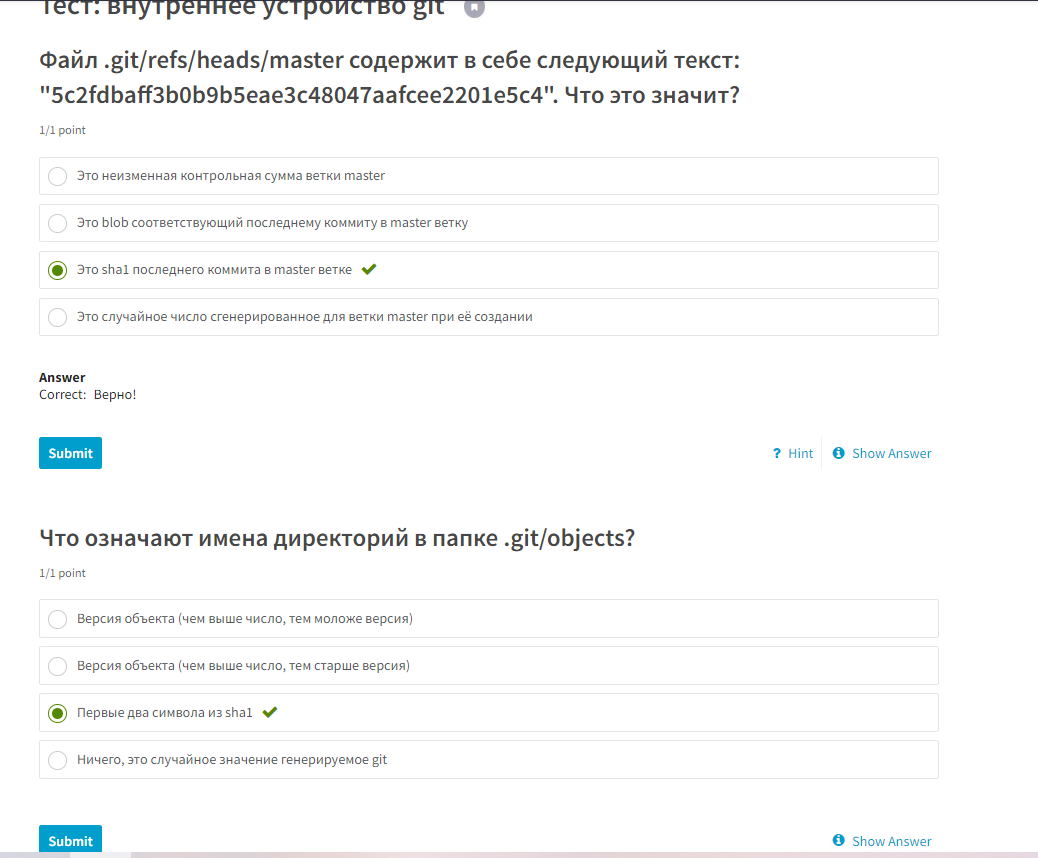 Тест: внутреннее устройство git
Файл .git/refs/heads/master содержит в себе следующий текст:
"5c2fdbaff3b0b9b5eae3c48047aafcee2201e5c4". Что это значит?
1/1 point
Это неизменная контрольная сумма ветки master
Это blob соответствующий последнему коммиту в master ветку
Это sha1 последнего коммита в master ветке
Это случайное число сгенерированное для ветки master при её создании
Answer
Correct: Верно!
Submit
? Hint
Show Answer
Что означают имена директорий в папке .git/objects?
1/1 point
Версия объекта (чем выше число, тем моложе версия)
Версия объекта (чем выше число, тем старше версия)
Первые два символа из sha1
Ничего, это случайное значение генерируемое git
Submit
Show Answer